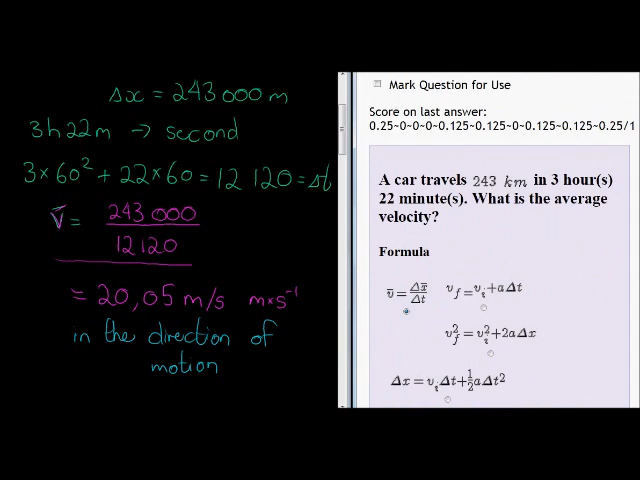 Δx = 243 000 m
3h 22m → second
3×60² + 22×60 = 12 120 = Δt
v̄ = 243 000 / 12120
= 20,05 m/s m×s⁻¹
in the direction of
motion
Mark Question for Use
Score on last answer:
0.25~0~0~0~0.125~0.125~0~0.125~0.125~0.25/1
A car travels 243 km in 3 hour(s)
22 minute(s). What is the average
velocity?
Formula
v̄ = Δx̄/Δt v_f = v_i + aΔt
v_f² = v_i² + 2aΔx
Δx = v_iΔt + ½aΔt²